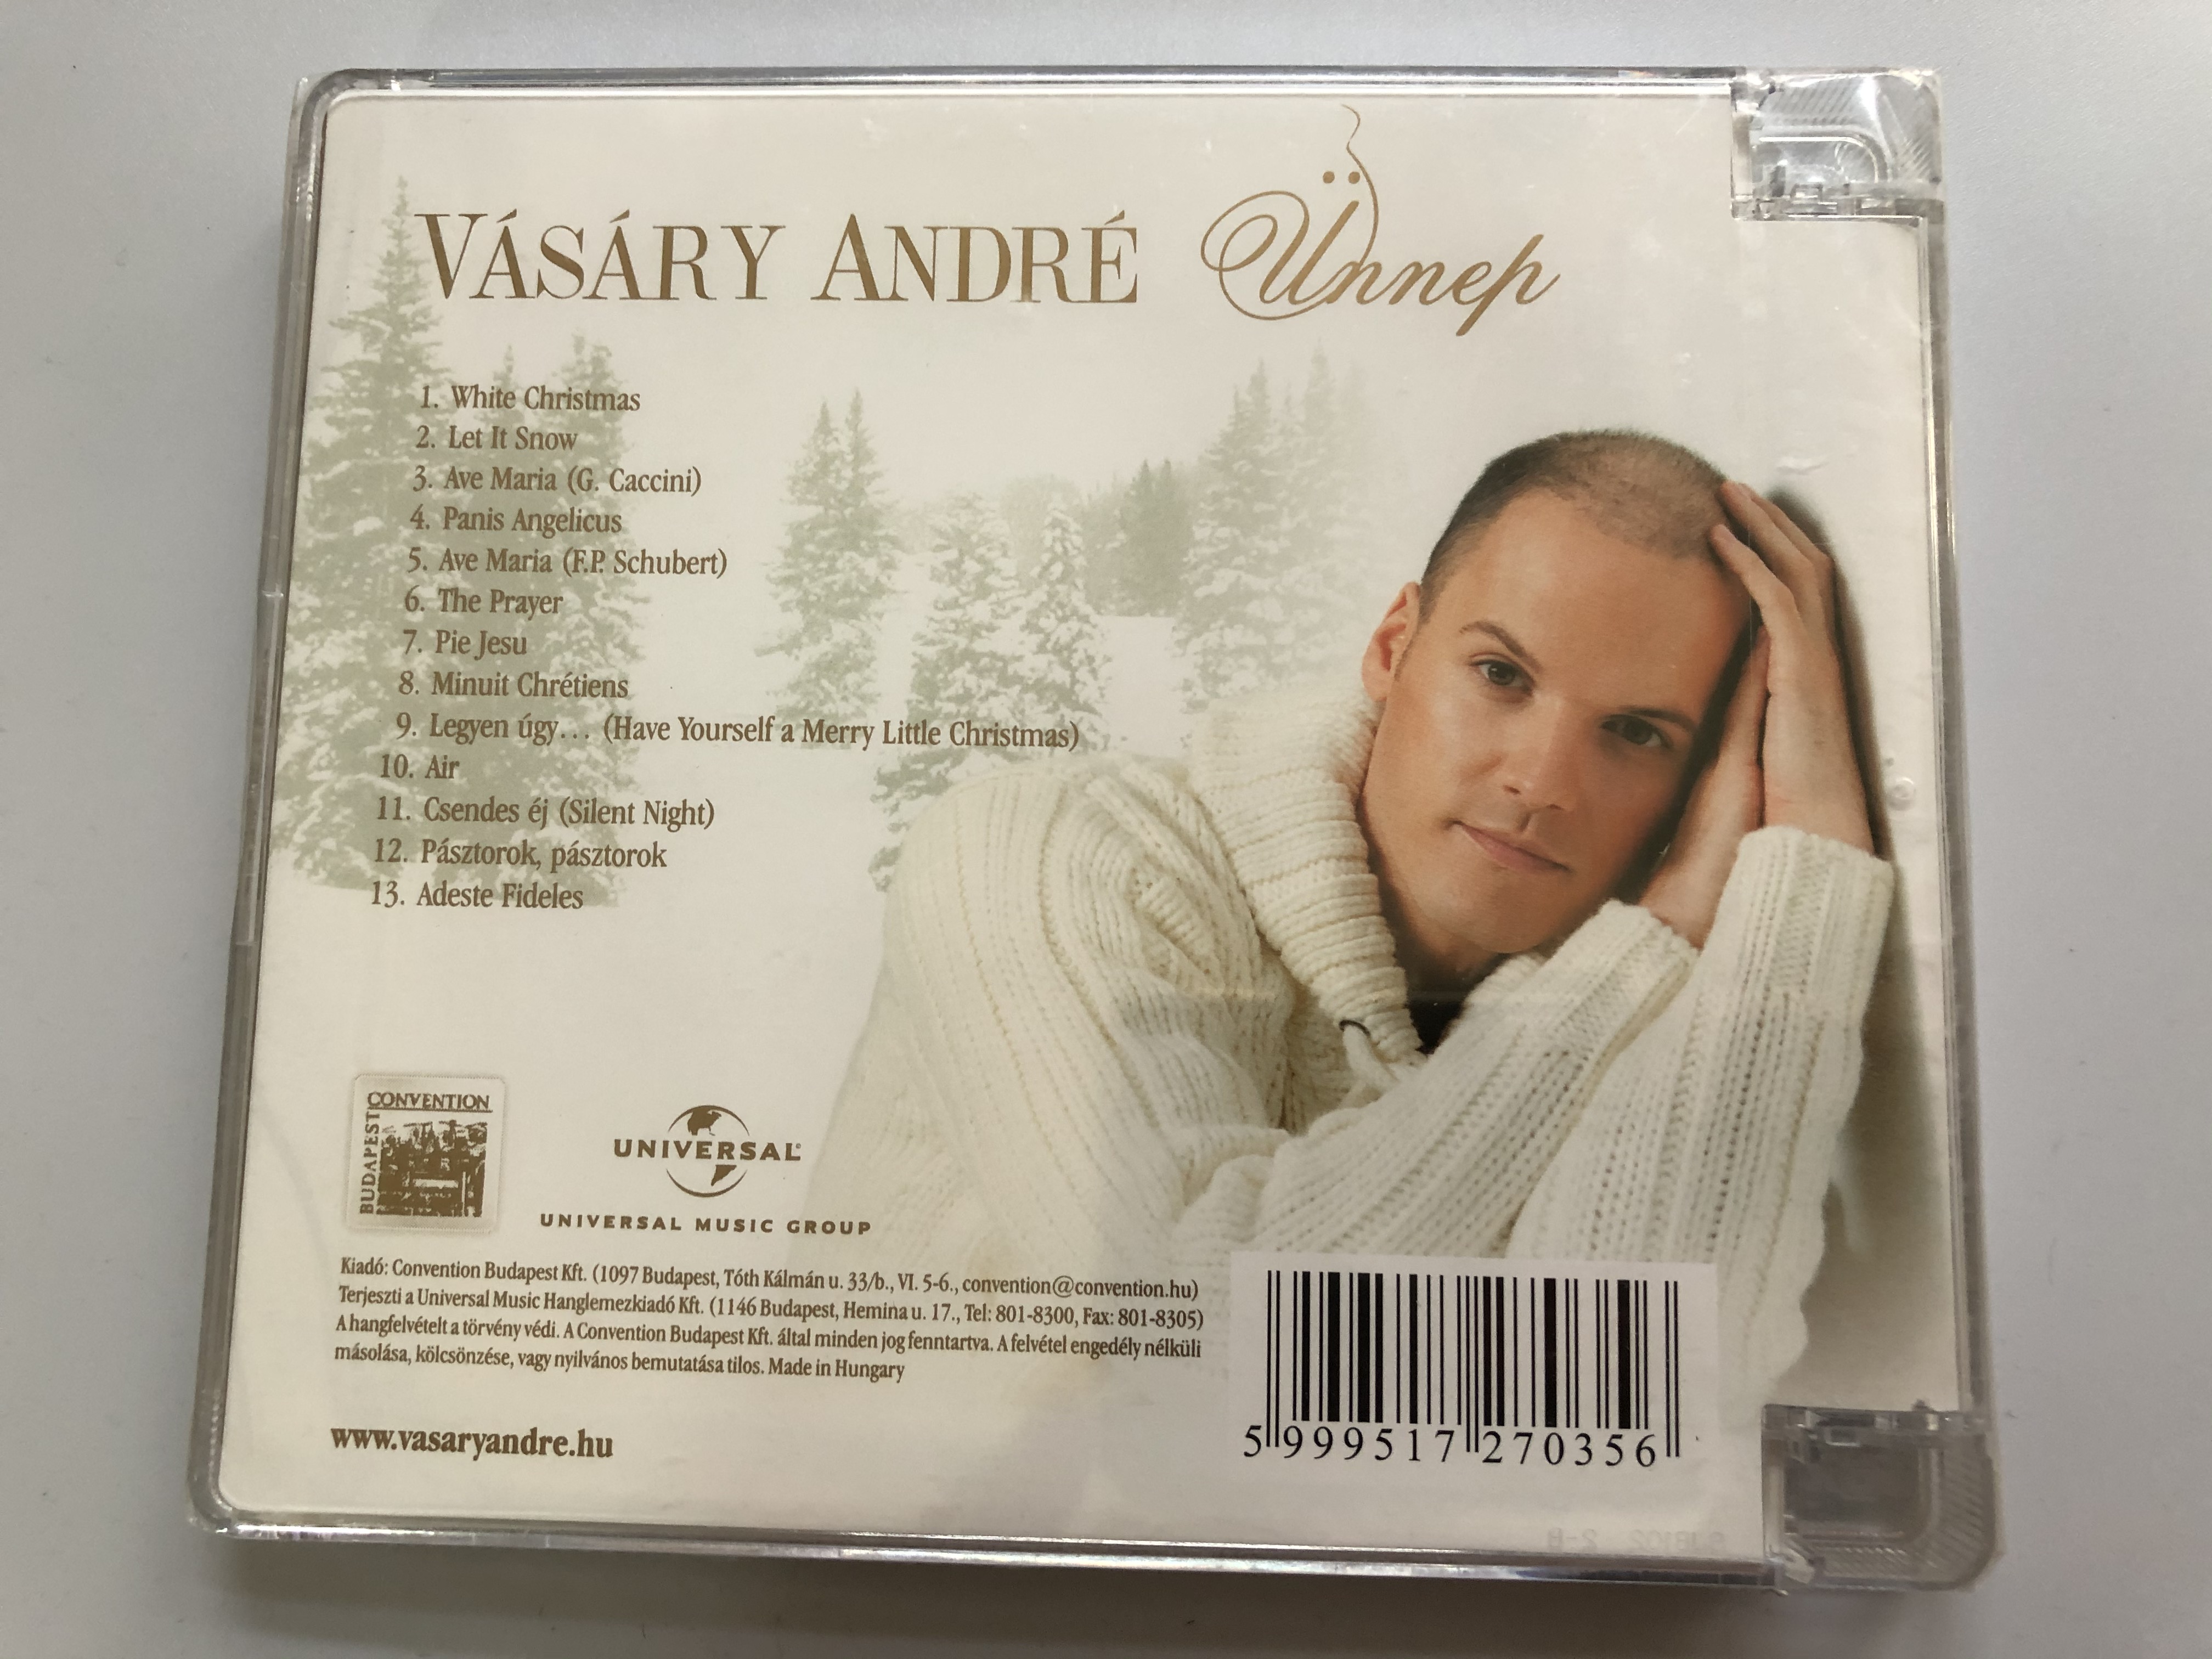 VÁSÁRY ANDRÉ Ünnep
1. White Christmas
2. Let It Snow
3. Ave Maria (G. Caccini)
4. Panis Angelicus
5. Ave Maria (F.P. Schubert)
6. The Prayer
7. Pie Jesu
8. Minuit Chrétiens
9. Legyen úgy… (Have Yourself a Merry Little Christmas)
10. Air
11. Csendes éj (Silent Night)
12. Pásztorok, pásztorok
13. Adeste Fideles
CONVENTION
BUDAPEST
UNIVERSAL
UNIVERSAL MUSIC GROUP
Kiadó: Convention Budapest Kft. (1097 Budapest, Tóth Kálmán u. 33/b., VI. 5-6., convention@convention.hu)
Terjeszti a Universal Music Hanglemezkiadó Kft. (1146 Budapest, Hemina u. 17., Tel: 801-8300, Fax: 801-8305)
A hangfelvételt a törvény védi. A Convention Budapest Kft. által minden jog fenntartva. A felvétel engedély nélküli
másolása, kölcsönzése, vagy nyilvános bemutatása tilos. Made in Hungary
www.vasaryandre.hu
5 999517 270356